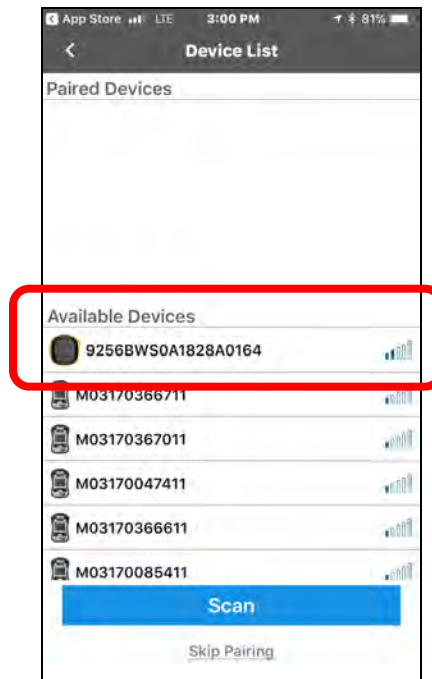 App Store LTE 3:00 PM 81%
Device List
Paired Devices
Available Devices
9256BWS0A1828A0164
M03170366711
M03170367011
M03170047411
M03170366611
M03170085411
Scan
Skip Pairing